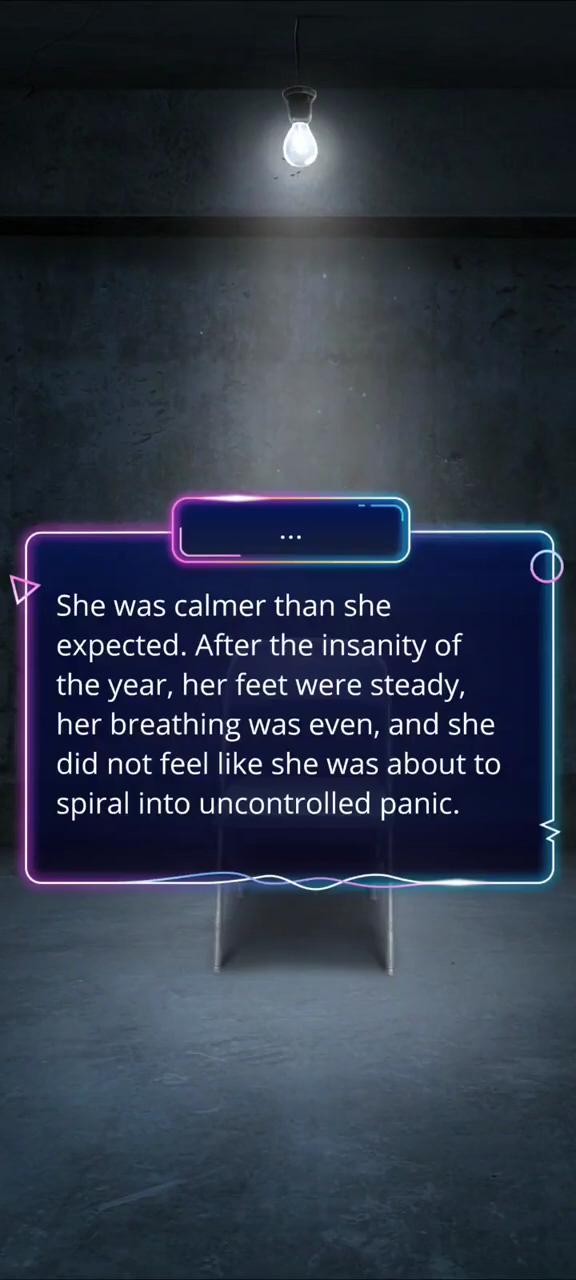 ...
She was calmer than she
expected. After the insanity of
the year, her feet were steady,
her breathing was even, and she
did not feel like she was about to
spiral into uncontrolled panic.